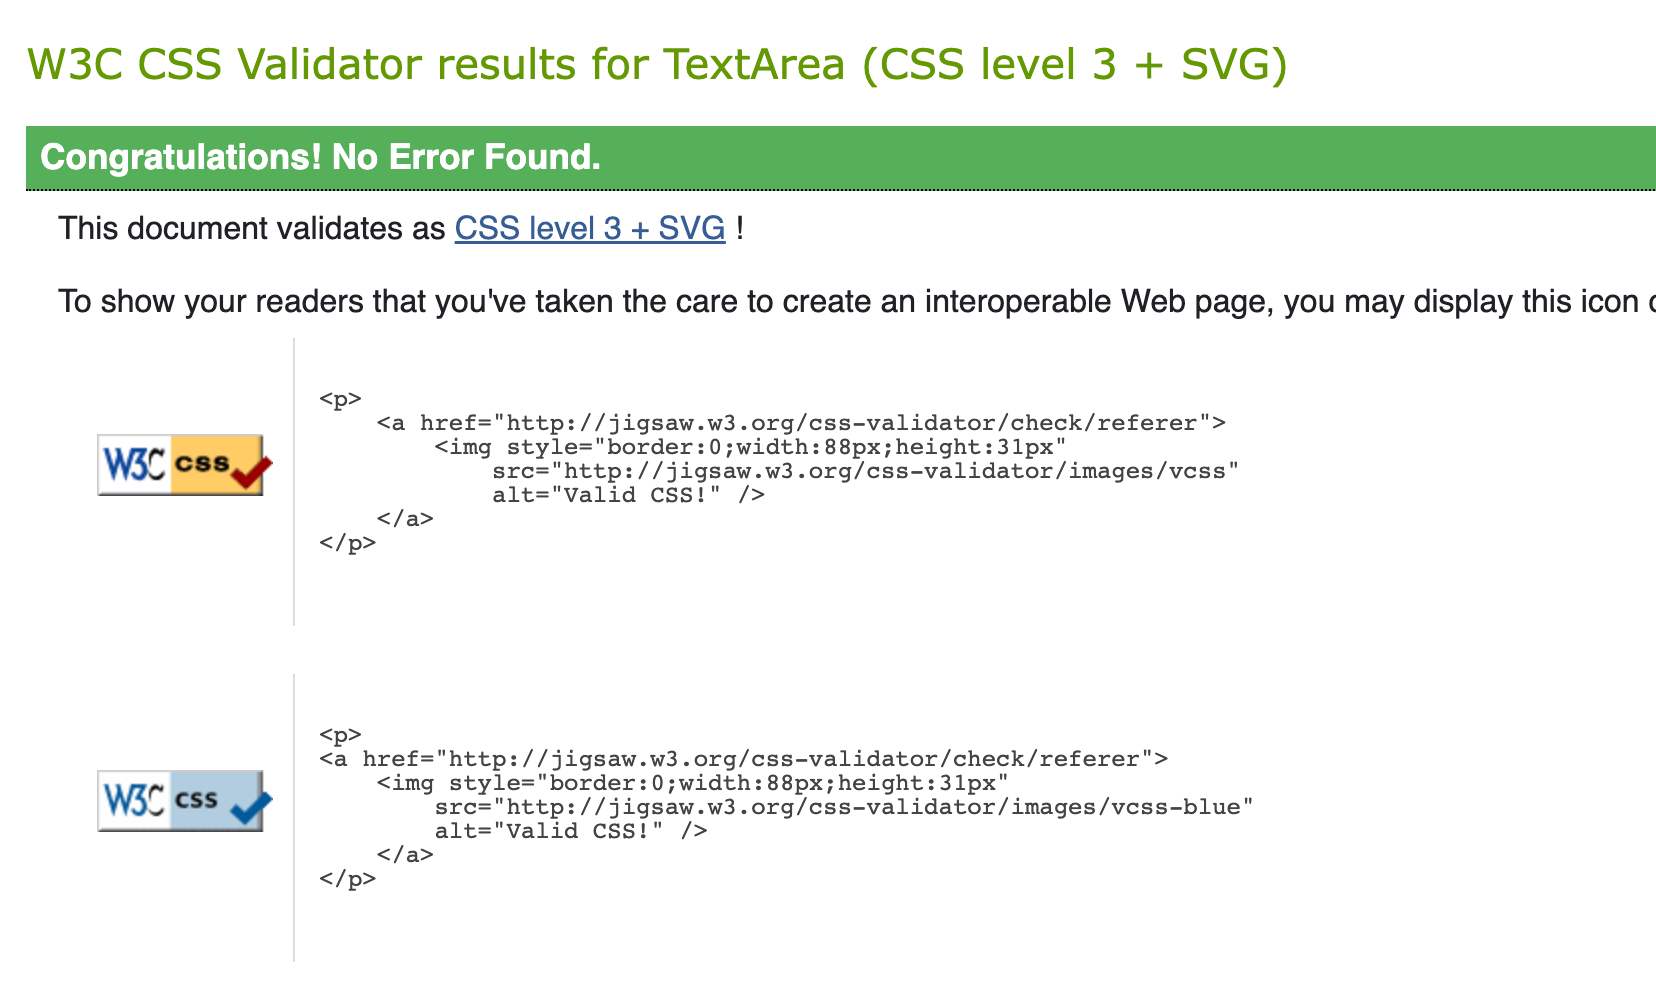 W3C CSS Validator results for TextArea (CSS level 3 + SVG)
Congratulations! No Error Found.
This document validates as CSS level 3 + SVG !
To show your readers that you've taken the care to create an interoperable Web page, you may display this icon
W3C css
<p>
    <a href="http://jigsaw.w3.org/css-validator/check/referer">
        <img style="border:0;width:88px;height:31px"
            src="http://jigsaw.w3.org/css-validator/images/vcss"
            alt="Valid CSS!" />
    </a>
</p>
W3C css
<p>
<a href="http://jigsaw.w3.org/css-validator/check/referer">
    <img style="border:0;width:88px;height:31px"
        src="http://jigsaw.w3.org/css-validator/images/vcss-blue"
        alt="Valid CSS!" />
    </a>
</p>